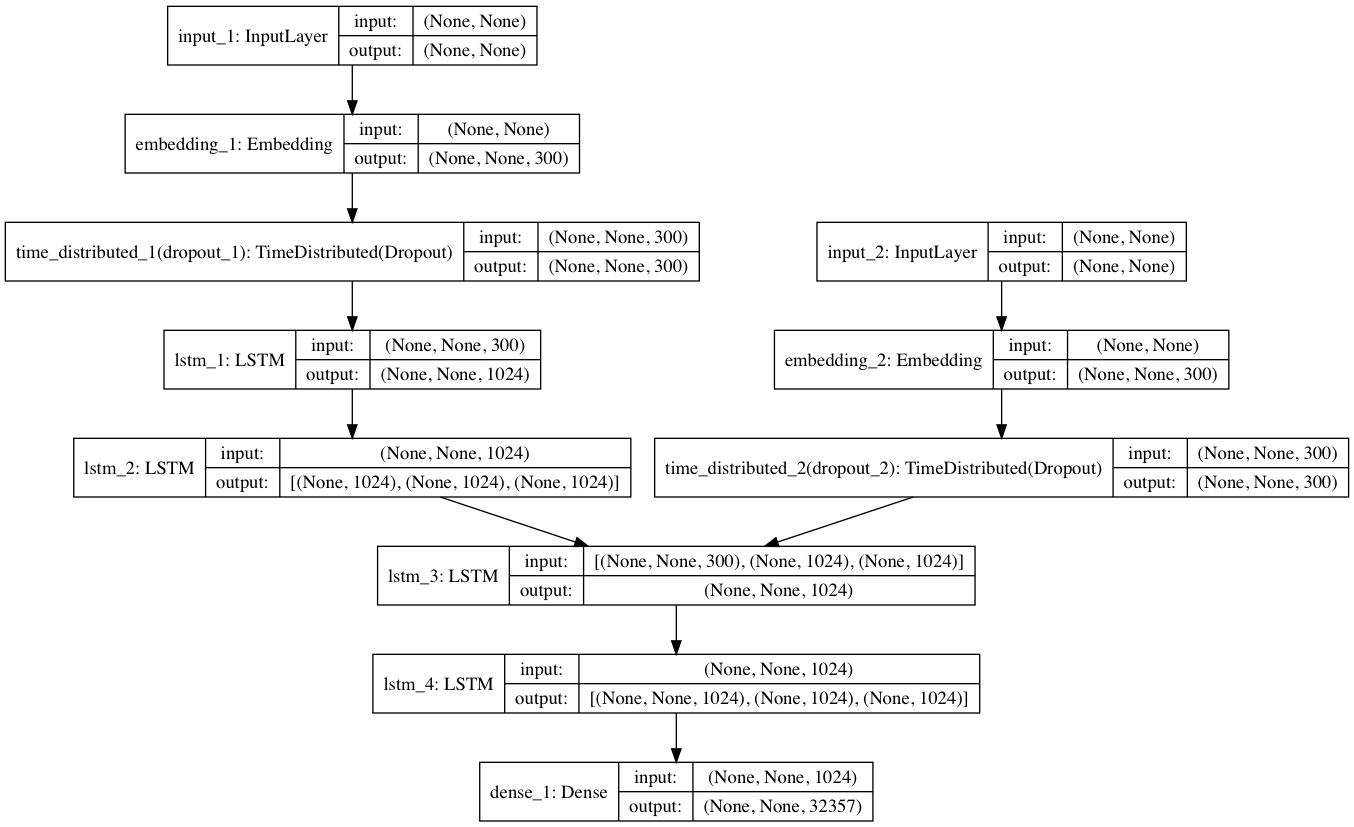 input_1: InputLayer
input: (None, None)
output: (None, None)
embedding_1: Embedding
input: (None, None)
output: (None, None, 300)
time_distributed_1(dropout_1): TimeDistributed(Dropout)
input: (None, None, 300)
output: (None, None, 300)
input_2: InputLayer
input: (None, None)
output: (None, None)
lstm_1: LSTM
input: (None, None, 300)
output: (None, None, 1024)
embedding_2: Embedding
input: (None, None)
output: (None, None, 300)
lstm_2: LSTM
input: (None, None, 1024)
output: [(None, 1024), (None, 1024), (None, 1024)]
time_distributed_2(dropout_2): TimeDistributed(Dropout)
input: (None, None, 300)
output: (None, None, 300)
lstm_3: LSTM
input: [(None, None, 300), (None, 1024), (None, 1024)]
output: (None, None, 1024)
lstm_4: LSTM
input: (None, None, 1024)
output: [(None, None, 1024), (None, 1024), (None, 1024)]
dense_1: Dense
input: (None, None, 1024)
output: (None, None, 32357)